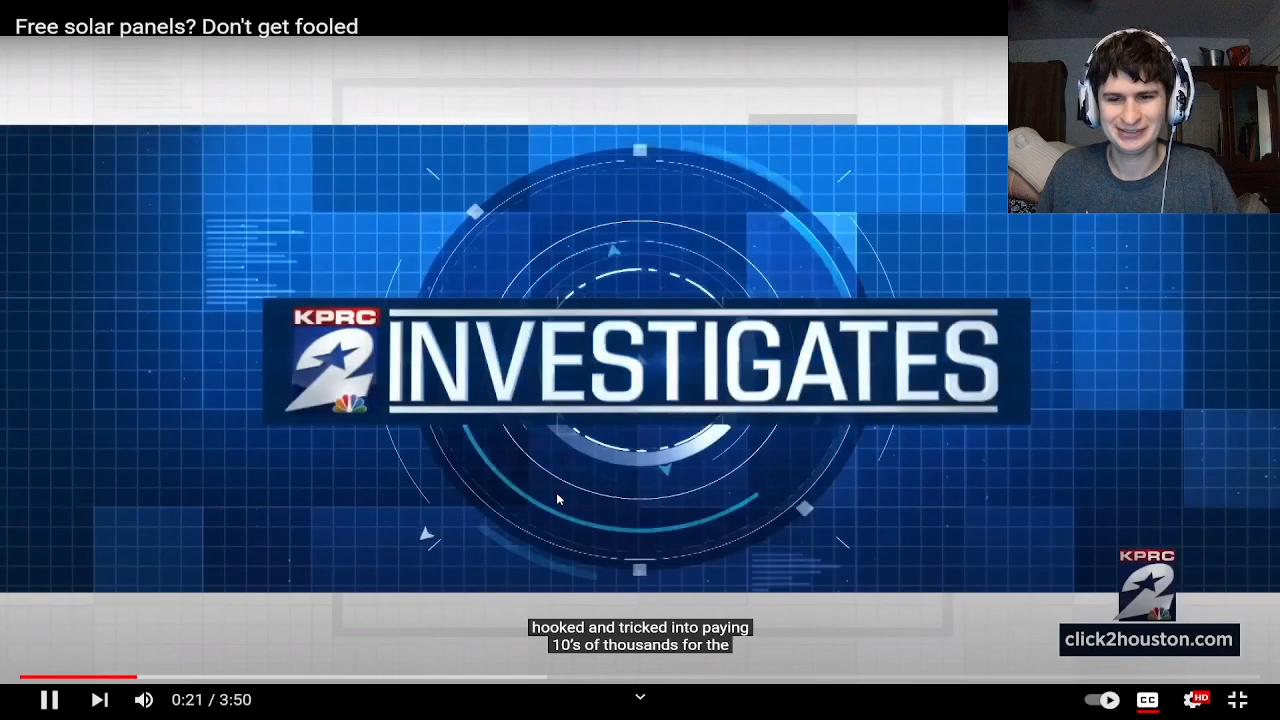 Free solar panels? Don't get fooled
KPRC
2
INVESTIGATES
hooked and tricked into paying
10's of thousands for the
KPRC
2
click2houston.com
0:21 / 3:50
CC
HD